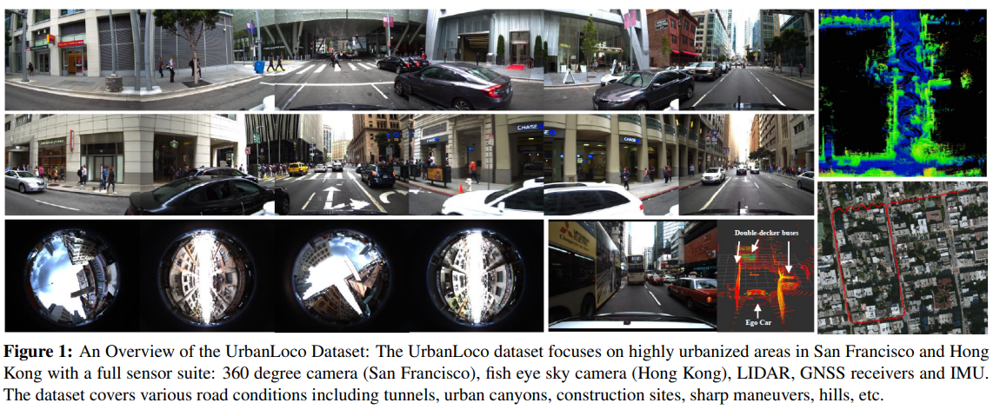 CHASE
CHASE
Double-decker buses
Ego Car
Figure 1: An Overview of the UrbanLoco Dataset: The UrbanLoco dataset focuses on highly urbanized areas in San Francisco and Hong
Kong with a full sensor suite: 360 degree camera (San Francisco), fish eye sky camera (Hong Kong), LIDAR, GNSS receivers and IMU.
The dataset covers various road conditions including tunnels, urban canyons, construction sites, sharp maneuvers, hills, etc.